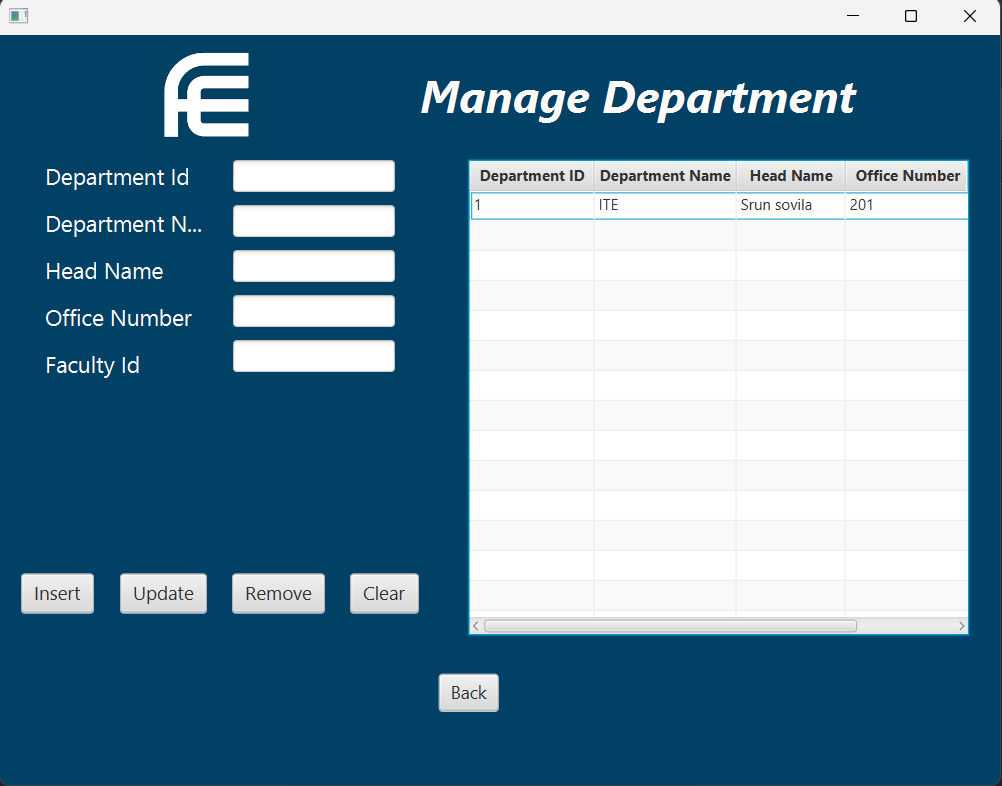 FE
Manage Department
Department Id
Department N...
Head Name
Office Number
Faculty Id
Department ID Department Name Head Name Office Number
1 ITE Srun sovila 201
Insert Update Remove Clear
Back